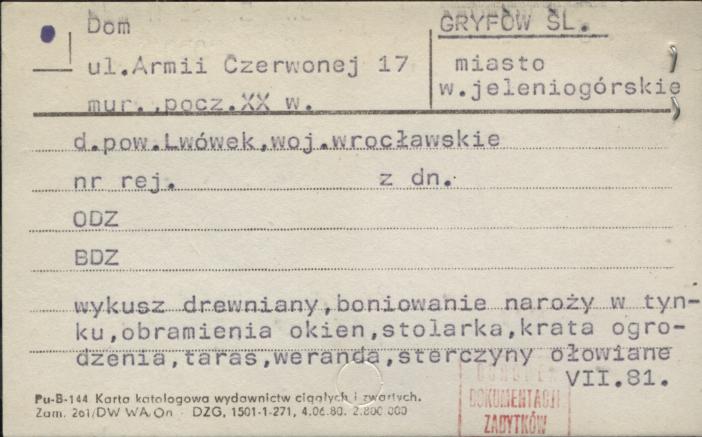 Dom
GRYFÓW ŚL.
ul.Armii Czerwonej 17
miasto
mur.,pocz.XX w.
w.jeleniogórskie
d.pow.Lwówek,woj.wrocławskie
nr rej. z dn.
ODZ
BDZ
wykusz drewniany,boniowanie naroży w tyn-
ku,obramienia okien,stolarka,krata ogro-
dzenia,taras,weranda,sterczyny ołowiane
VII.81.
Pu-B-144 Karta katalogowa wydawnictw ciągłych i zwartych.
Zam. 261/DW WA.On - DZG, 1501-1-271, 4.06.80. 2.800.000
DOKUMENTACJI
ZABYTKÓW